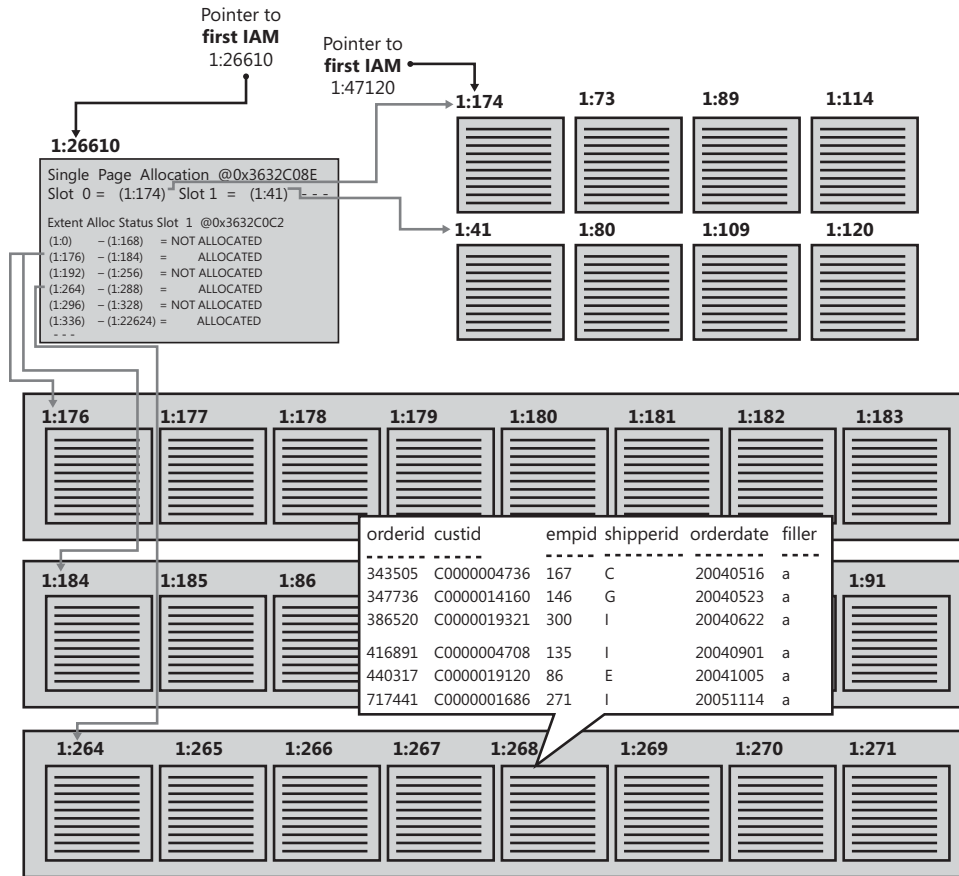 Pointer to
first IAM
1:26610
Pointer to
first IAM
1:47120
1:174 1:73 1:89 1:114
1:26610
Single Page Allocation @0x3632C08E
Slot 0 = (1:174) Slot 1 = (1:41) - - -
Extent Alloc Status Slot 1 @0x3632C0C2
(1:0) – (1:168) = NOT ALLOCATED
(1:176) – (1:184) = ALLOCATED
(1:192) – (1:256) = NOT ALLOCATED
(1:264) – (1:288) = ALLOCATED
(1:296) – (1:328) = NOT ALLOCATED
(1:336) – (1:22624) = ALLOCATED
- - -
1:41 1:80 1:109 1:120
1:176 1:177 1:178 1:179 1:180 1:181 1:182 1:183
1:184 1:185 1:86 1:91
orderid custid empid shipperid orderdate filler
343505 C0000004736 167 C 20040516 a
347736 C0000014160 146 G 20040523 a
386520 C0000019321 300 I 20040622 a
416891 C0000004708 135 I 20040901 a
440317 C0000019120 86 E 20041005 a
717441 C0000001686 271 I 20051114 a
1:264 1:265 1:266 1:267 1:268 1:269 1:270 1:271